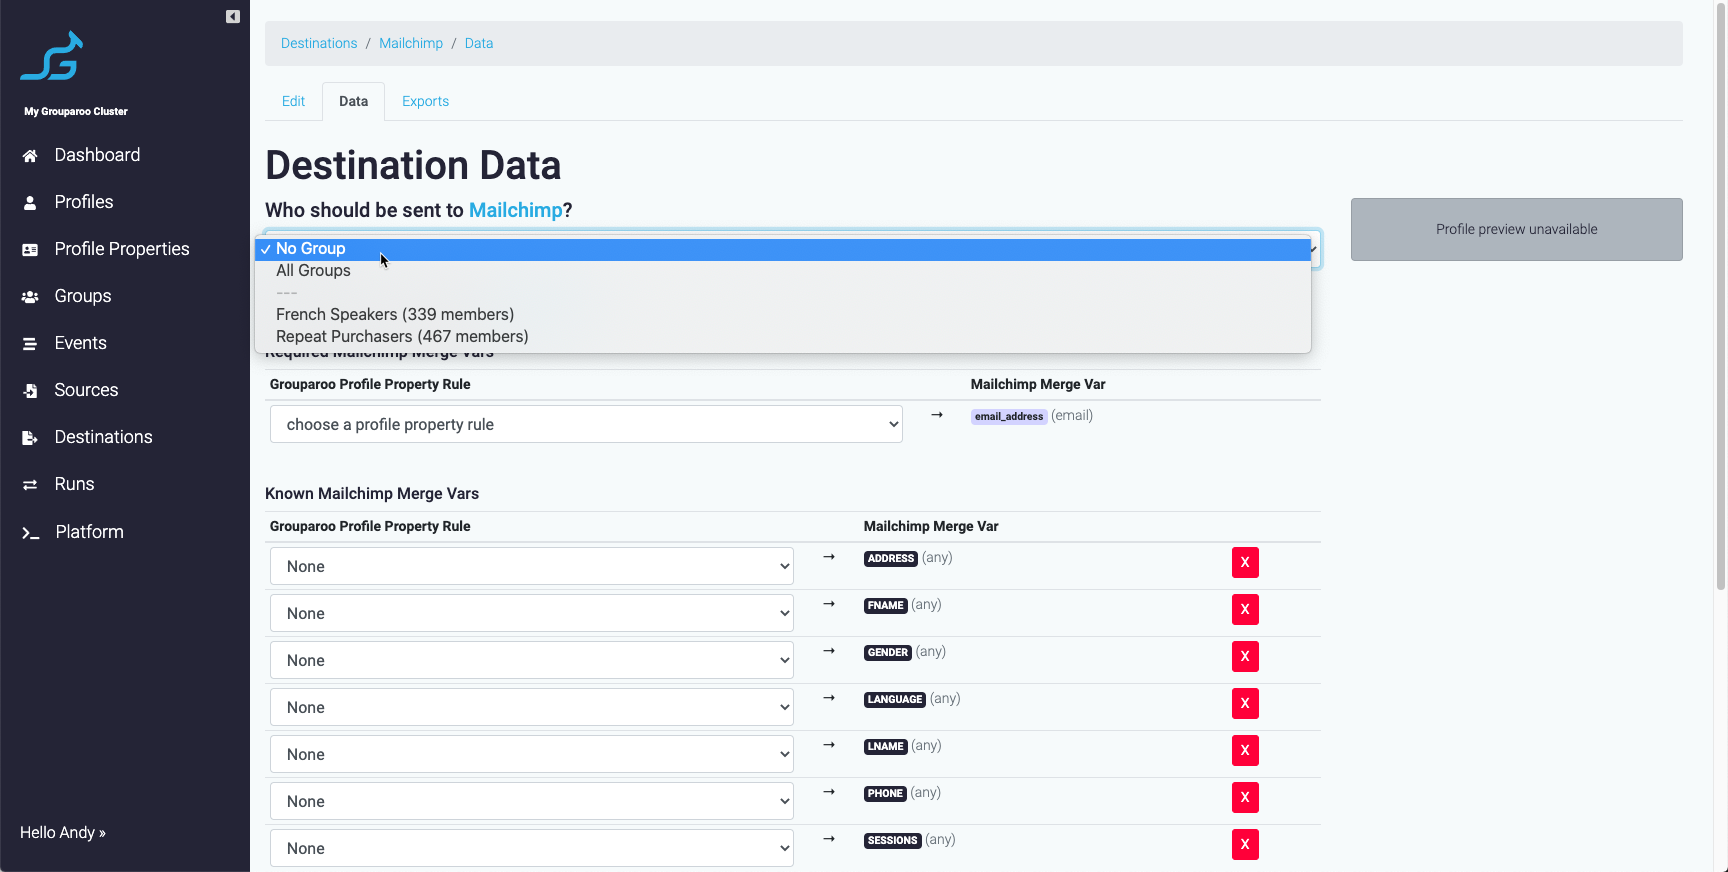 My Grouparoo Cluster
Dashboard
Profiles
Profile Properties
Groups
Events
Sources
Destinations
Runs
Platform
Hello Andy »
Destinations / Mailchimp / Data
Edit Data Exports
Destination Data
Who should be sent to Mailchimp?
✓ No Group
All Groups
---
French Speakers (339 members)
Repeat Purchasers (467 members)
Profile preview unavailable
Required Mailchimp Merge Vars
Grouparoo Profile Property Rule Mailchimp Merge Var
choose a profile property rule → email_address (email)
Known Mailchimp Merge Vars
Grouparoo Profile Property Rule Mailchimp Merge Var
None → ADDRESS (any) X
None → FNAME (any) X
None → GENDER (any) X
None → LANGUAGE (any) X
None → LNAME (any) X
None → PHONE (any) X
None → SESSIONS (any) X